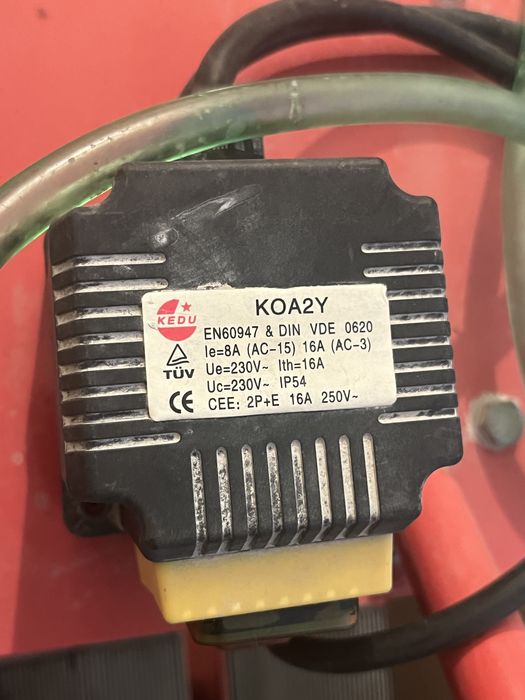 KEDU
KOA2Y
EN60947 & DIN VDE 0620
Ie=8A (AC-15) 16A (AC-3)
TÜV
Ue=230V~ Ith=16A
Uc=230V~ IP54
CE
CEE: 2P+E 16A 250V~